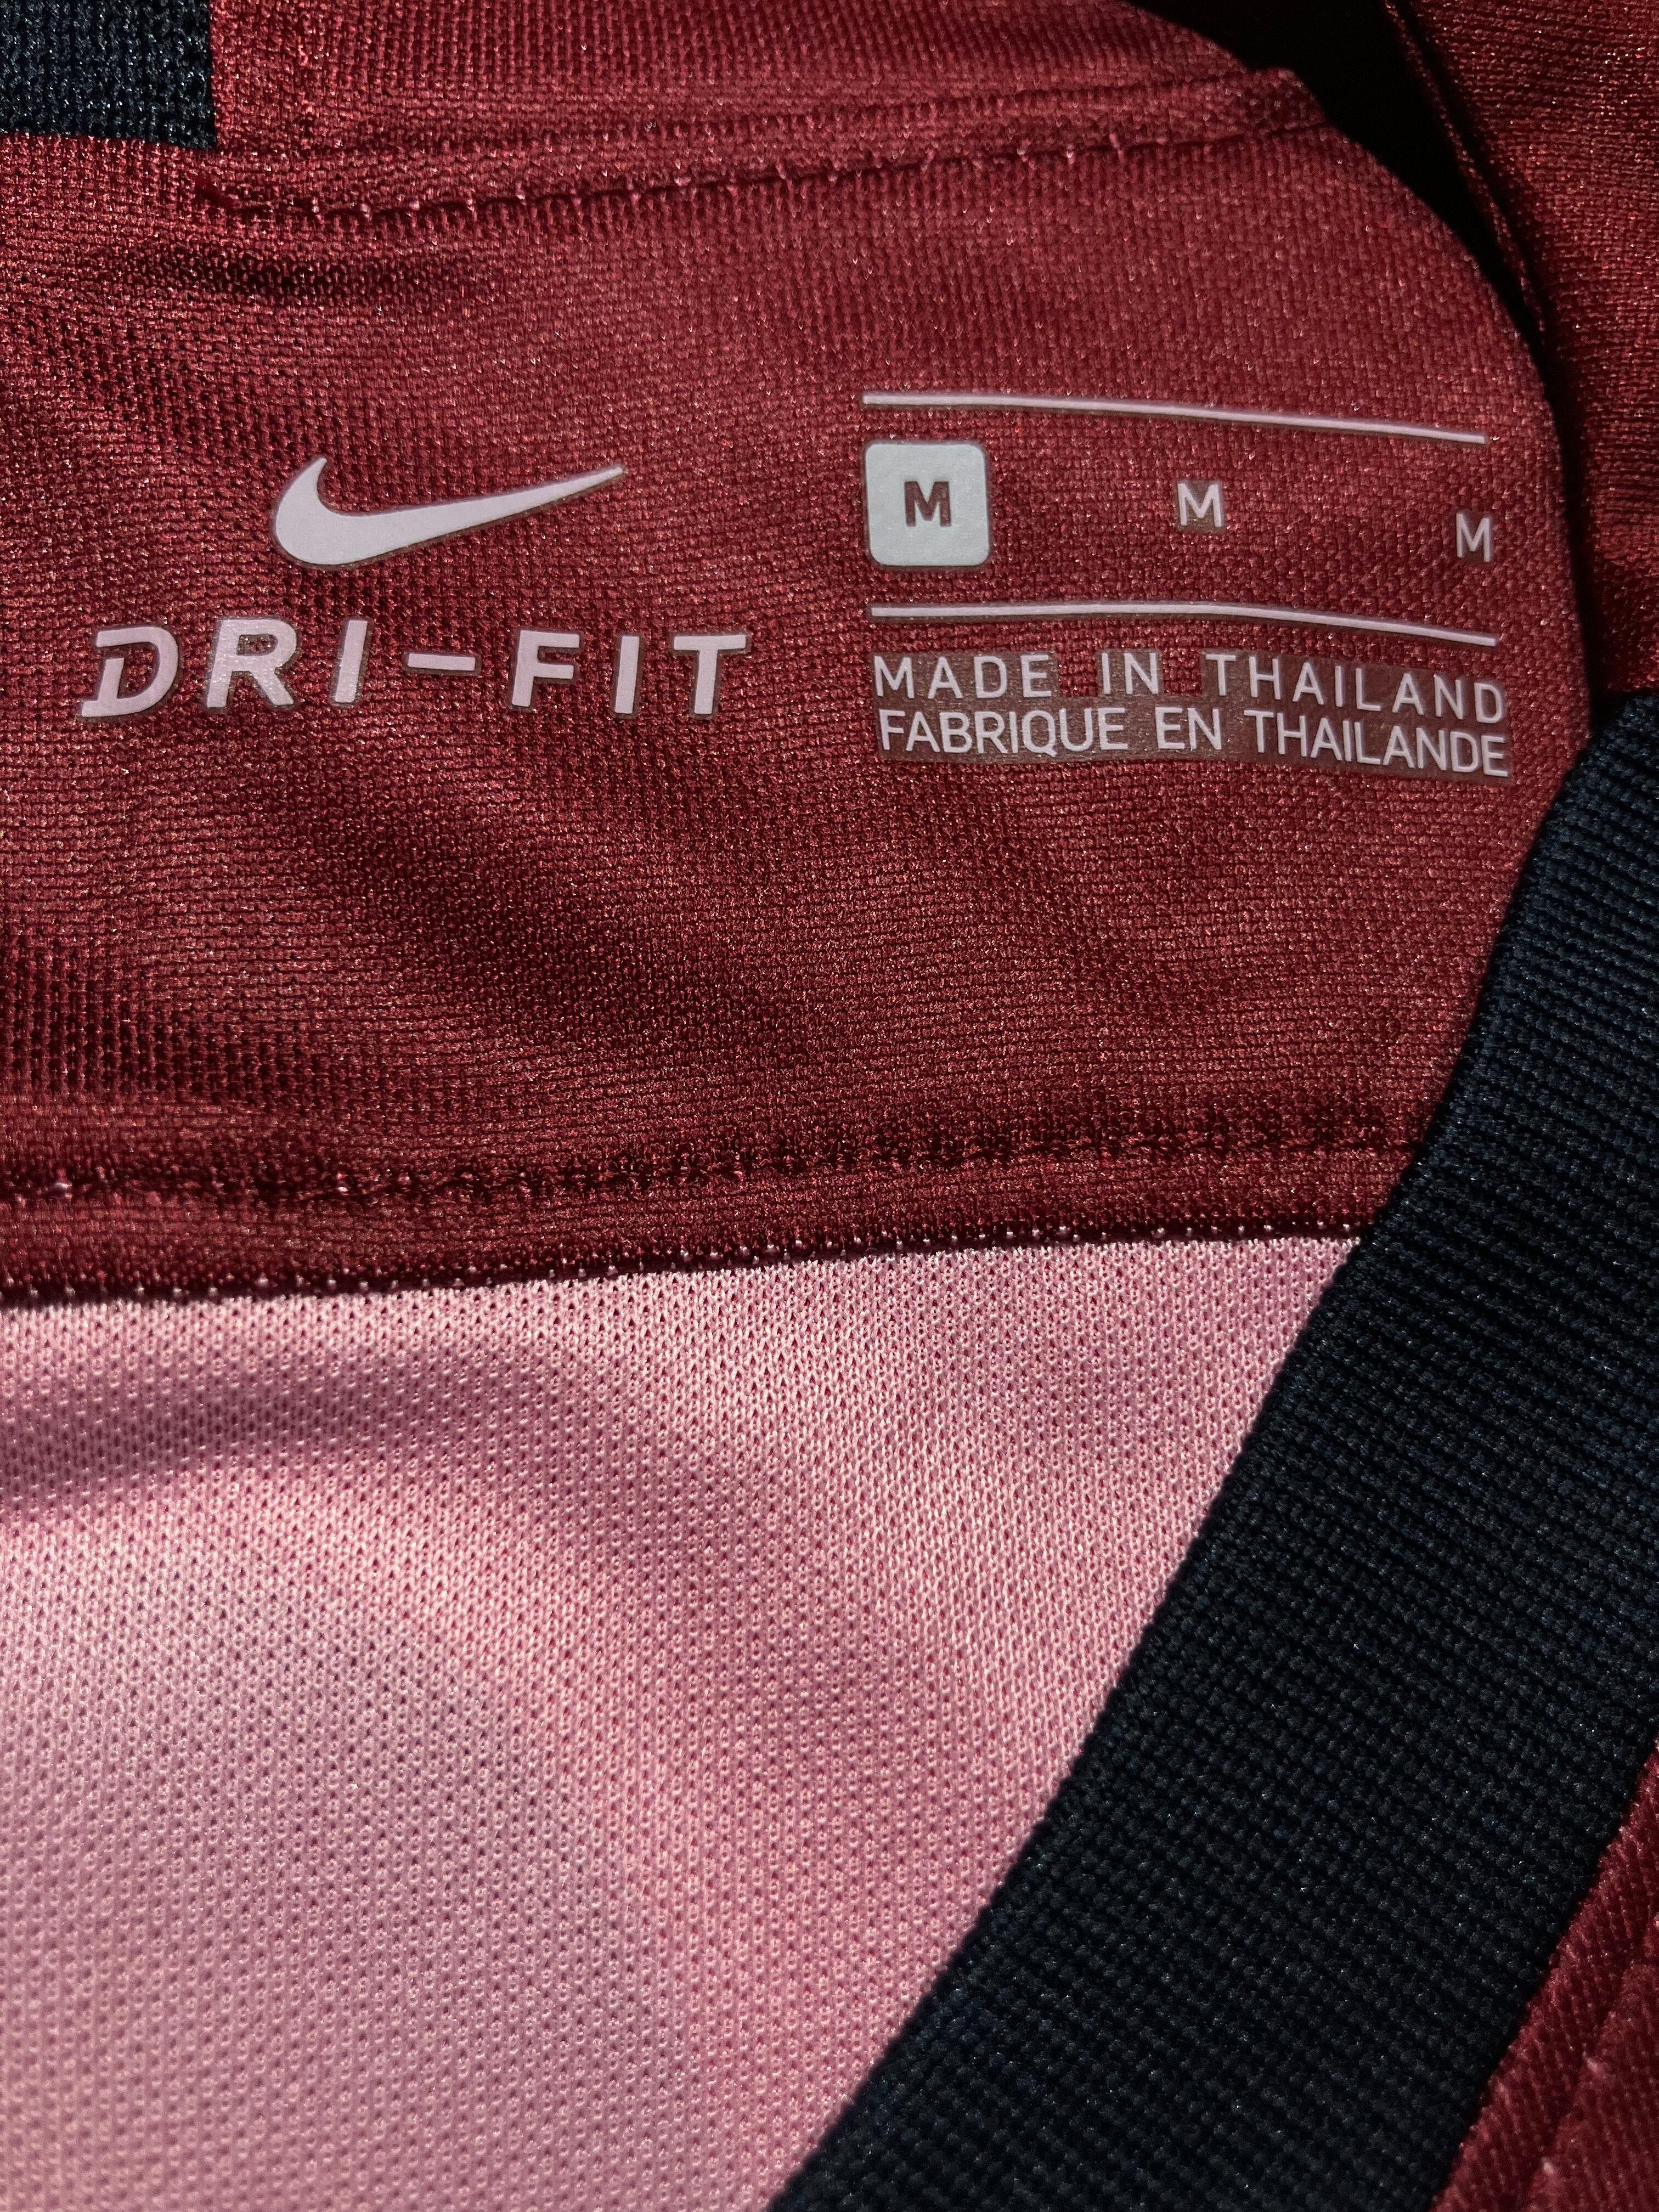 DRI-FIT
M M M
MADE IN THAILAND
FABRIQUE EN THAILANDE